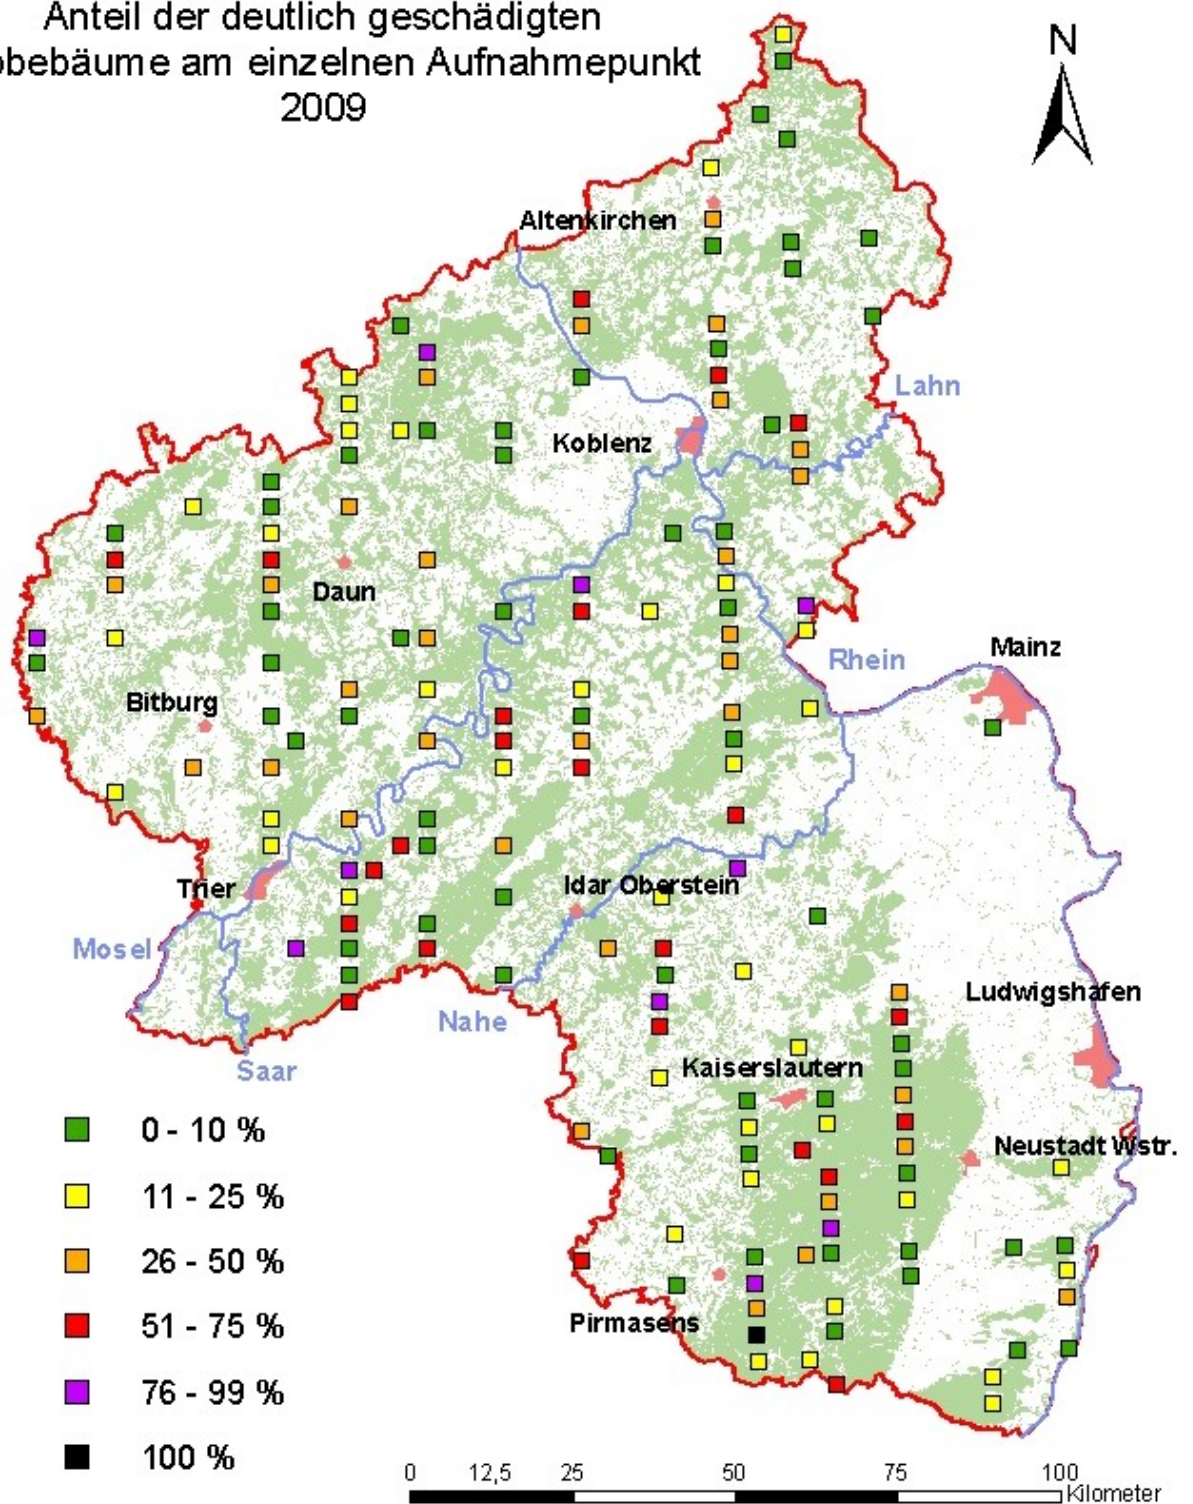 Anteil der deutlich geschädigten
obebäume am einzelnen Aufnahmepunkt
2009
N
Altenkirchen
Lahn
Koblenz
Daun
Rhein
Mainz
Bitburg
Trier
Idar Oberstein
Mosel
Ludwigshafen
Nahe
Kaiserslautern
Saar
0 - 10 %
Neustadt Wstr.
11 - 25 %
26 - 50 %
51 - 75 %
Pirmasens
76 - 99 %
100 %
0 12,5 25 50 75 100
Kilometer